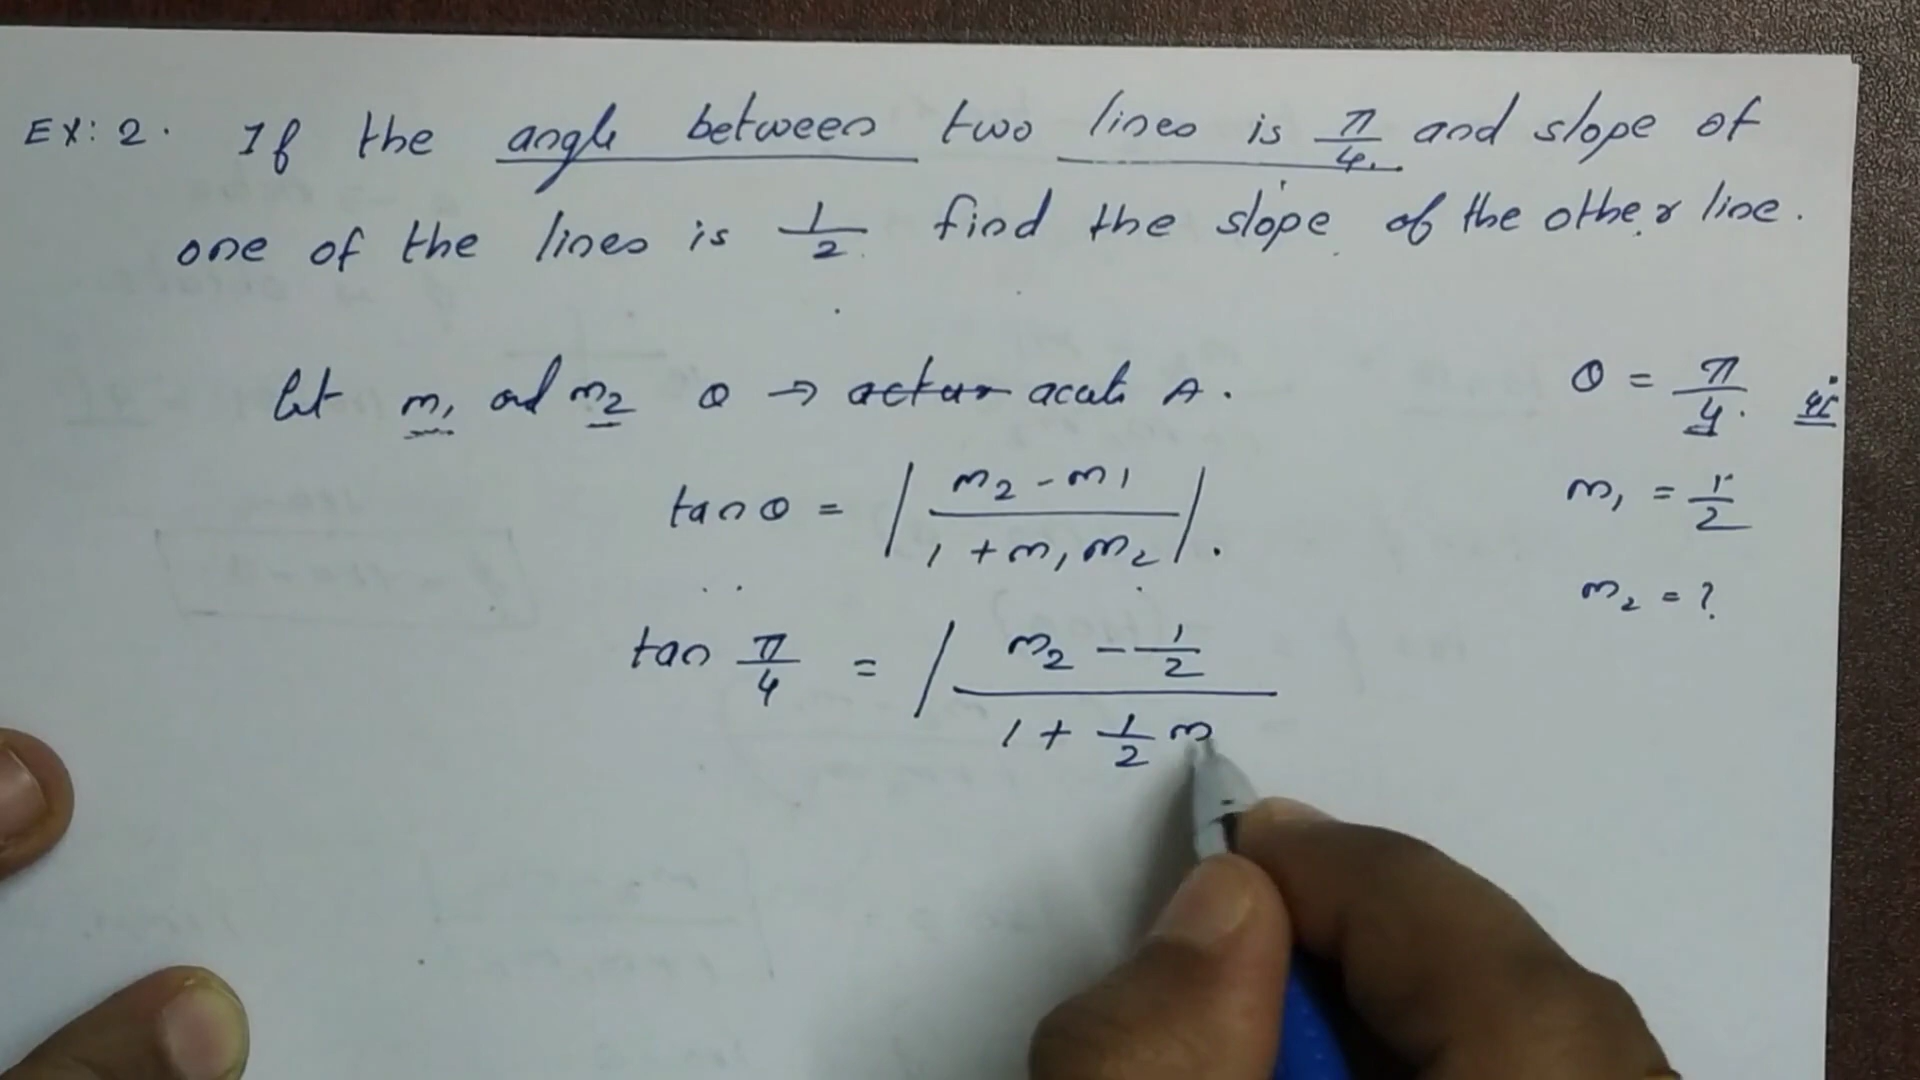 EX: 2. If the angle between two lines is π/4 and slope of
one of the lines is 1/2 find the slope of the other line.
let m1 and m2 θ → acute A.
θ = π/4
tan θ = | (m2 - m1) / (1 + m1 m2) |.
m1 = 1/2
m2 = ?
tan π/4 = | (m2 - 1/2) / (1 + 1/2 m